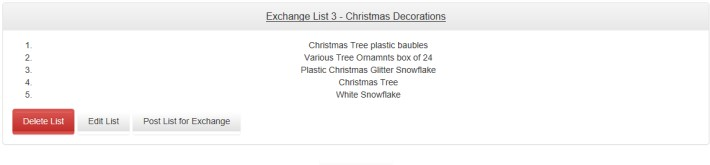 Exchange List 3 - Christmas Decorations
1. Christmas Tree plastic baubles
2. Various Tree Ornamnts box of 24
3. Plastic Christmas Glitter Snowflake
4. Christmas Tree
5. White Snowflake
Delete List Edit List Post List for Exchange